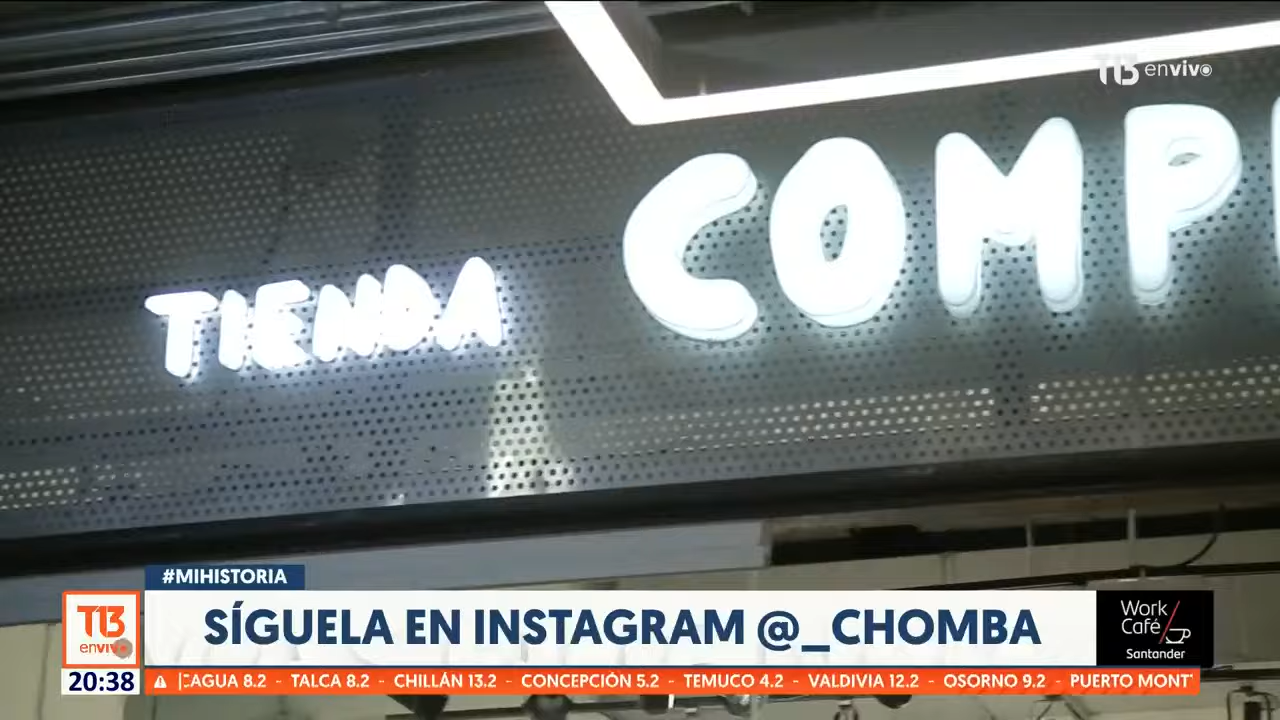 T13 envivo
TIENDA COMP
#MIHISTORIA
SÍGUELA EN INSTAGRAM @_CHOMBA
T13
envivo
Work
Café
Santander
20:38
CAGUA 8.2 - TALCA 8.2 - CHILLÁN 13.2 - CONCEPCIÓN 5.2 - TEMUCO 4.2 - VALDIVIA 12.2 - OSORNO 9.2 - PUERTO MONT